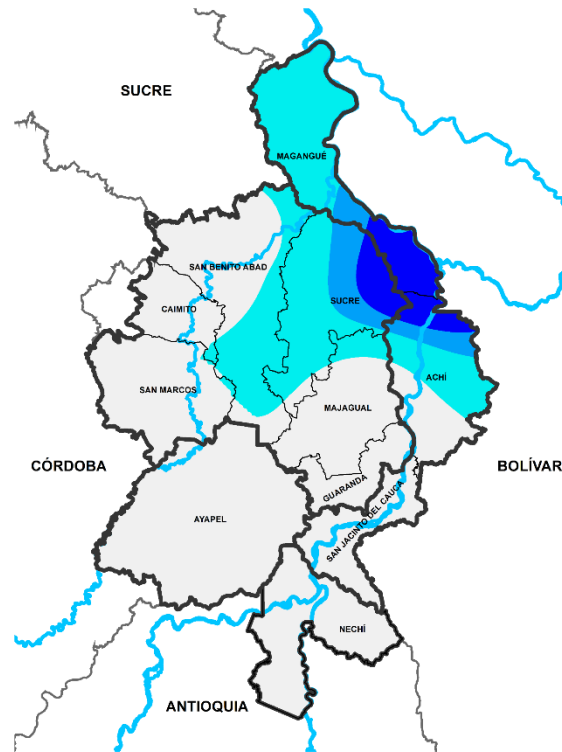 SUCRE
MAGANGUÉ
SAN BENITO ABAD
SUCRE
CAIMITO
ACHÍ
SAN MARCOS
MAJAGUAL
CÓRDOBA
BOLÍVAR
GUARANDA
AYAPEL
SAN JACINTO DEL CAUCA
NECHÍ
ANTIOQUIA